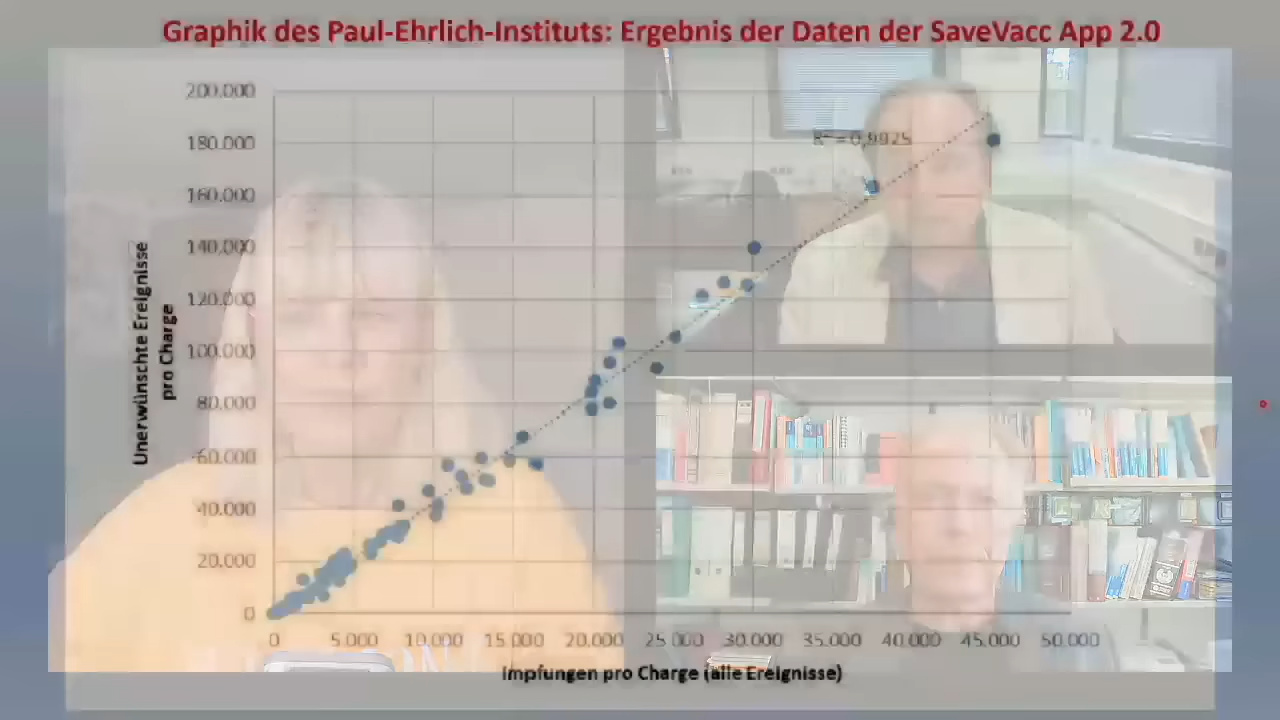 Graphik des Paul-Ehrlich-Instituts: Ergebnis der Daten der SaveVacc App 2.0
200.000
180.000
160.000
140.000
120.000
100.000
80.000
60.000
40.000
20.000
0
Unerwünschte Ereignisse
pro Charge
R² = 0,9825
0 5.000 10.000 15.000 20.000 25.000 30.000 35.000 40.000 45.000 50.000
Impfungen pro Charge (alle Ereignisse)